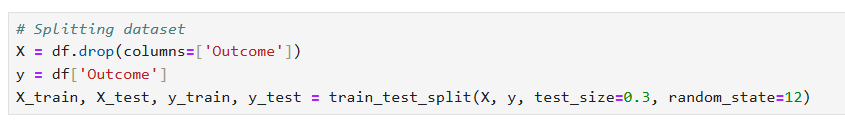 # Splitting dataset
X = df.drop(columns=['Outcome'])
y = df['Outcome']
X_train, X_test, y_train, y_test = train_test_split(X, y, test_size=0.3, random_state=12)